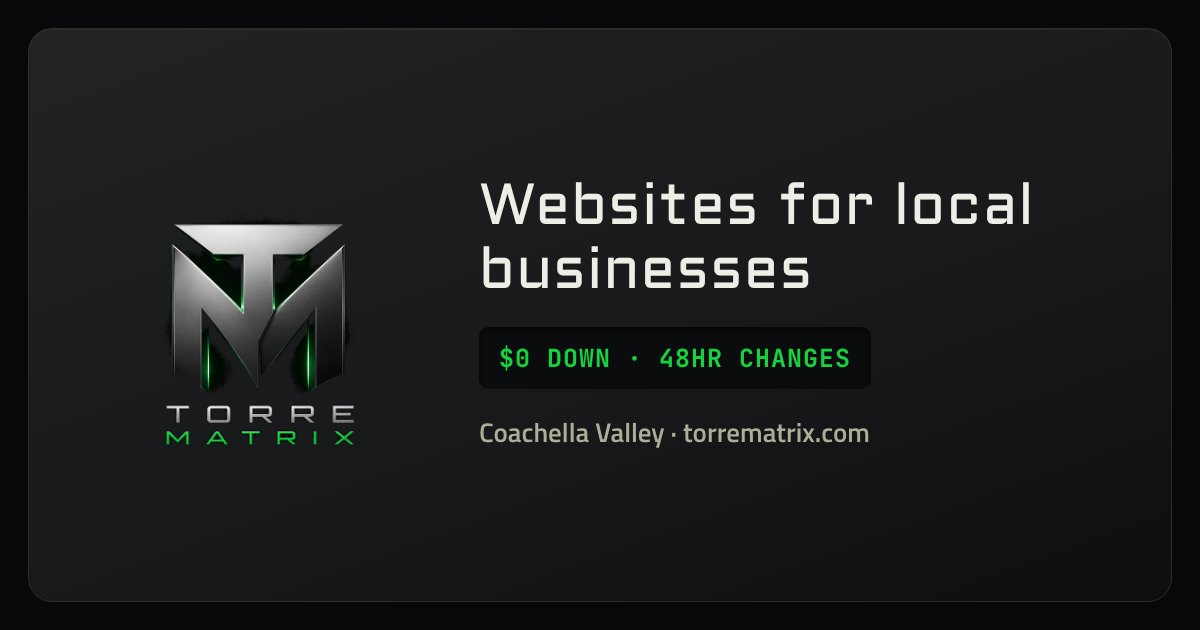 TORRE
MATRIX
Websites for local
businesses
$0 DOWN · 48HR CHANGES
Coachella Valley · torrematrix.com